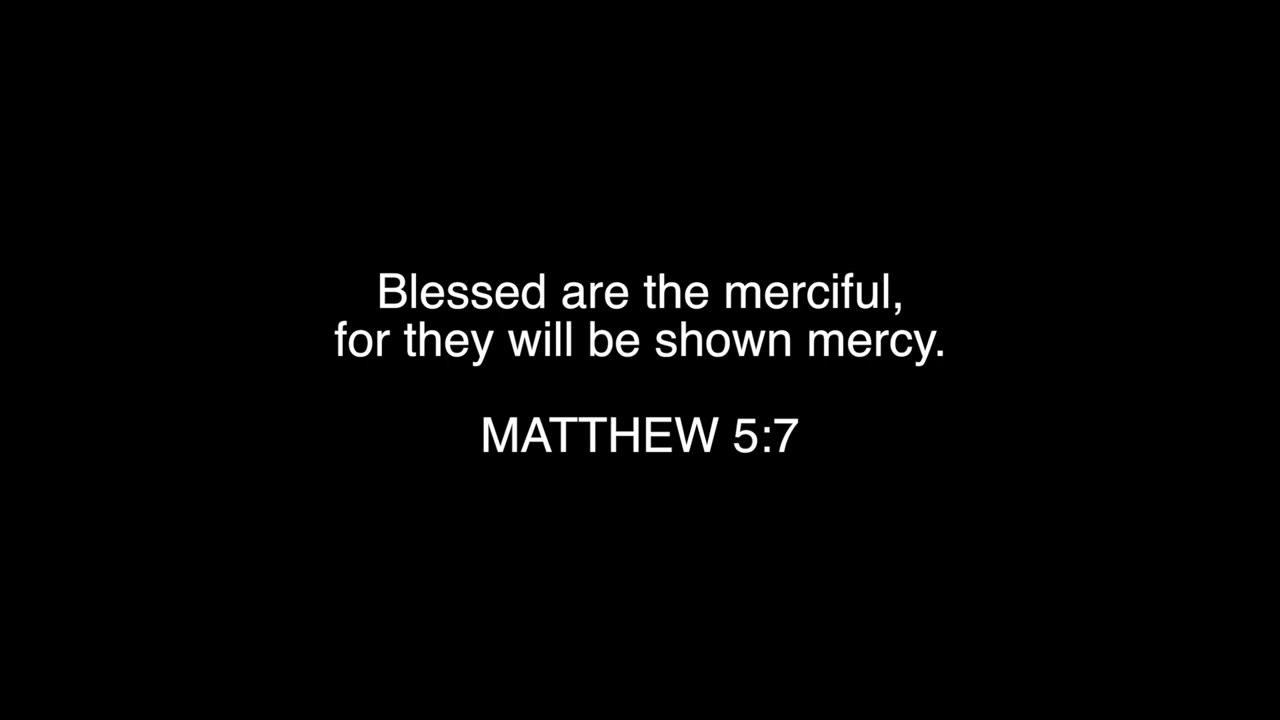 Blessed are the merciful,
for they will be shown mercy.
MATTHEW 5:7